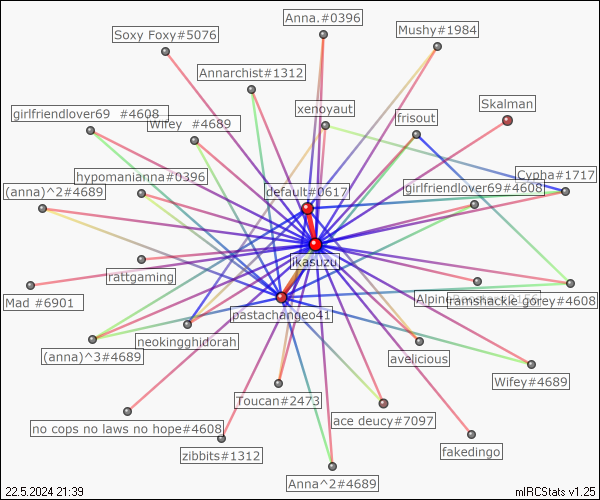 Anna.#0396
Soxy Foxy#5076
Mushy#1984
Annarchist#1312
xenoyaut
Skalman
girlfriendlover69 #4608
Wifey #4689
frisout
hypomanianna#0396
Cypha#1717
(anna)^2#4689
default#0617
girlfriendlover69#4608
ikasuzu
rattgaming
Mad #6901
Alpine
ramshackle gorey#4608
pastachangeo41
neokingghidorah
(anna)^3#4689
avelicious
Wifey#4689
Toucan#2473
ace deucy#7097
no cops no laws no hope#4608
zibbits#1312
fakedingo
Anna^2#4689
22.5.2024 21:39
mIRCStats v1.25